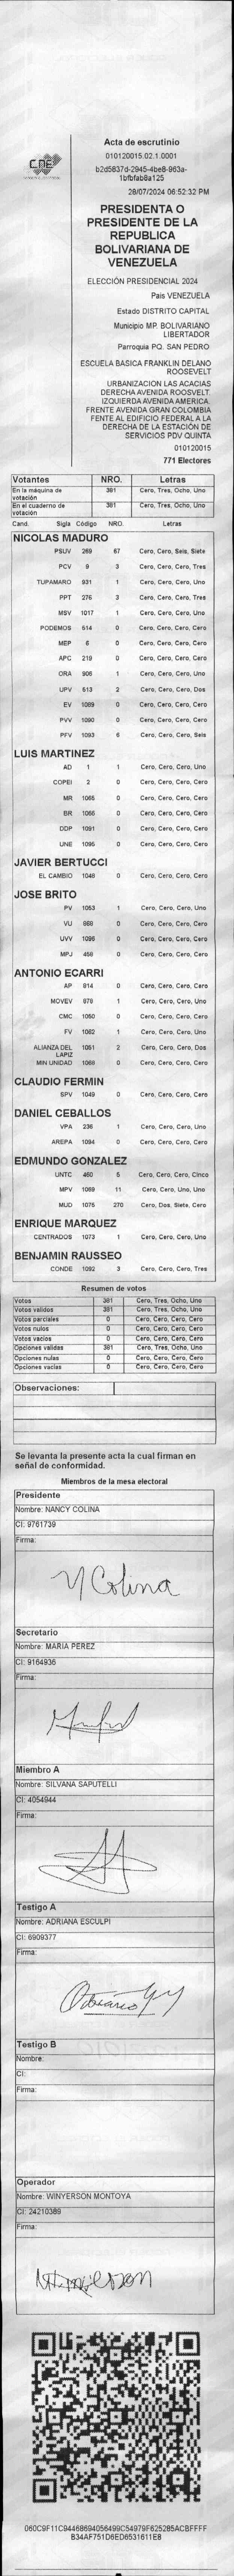 CNE
Acta de escrutinio
010120015.02.1.0001
b2d5837d-2945-4be8-963a-
1bfbfab8a125
28/07/2024 06:52:32 PM
PRESIDENTA O
PRESIDENTE DE LA
REPUBLICA
BOLIVARIANA DE
VENEZUELA
ELECCIÓN PRESIDENCIAL 2024
Pais VENEZUELA
Estado DISTRITO CAPITAL
Municipio MP. BOLIVARIANO
LIBERTADOR
Parroquia PQ. SAN PEDRO
ESCUELA BASICA FRANKLIN DELANO
ROOSEVELT
URBANIZACION LAS ACACIAS
DERECHA AVENIDA ROOSVELT.
IZQUIERDA AVENIDA AMERICA.
FRENTE AVENIDA GRAN COLOMBIA
FENTE AL EDIFICIO FEDERAL A LA
DERECHA DE LA ESTACIÓN DE
SERVICIOS PDV QUINTA
010120015
771 Electores
Votantes NRO. Letras
En la máquina de votación 381 Cero, Tres, Ocho, Uno
En el cuaderno de votación 381 Cero, Tres, Ocho, Uno
Cand. Sigla Código NRO. Letras
NICOLAS MADURO
PSUV 269 67 Cero, Cero, Seis, Siete
PCV 9 3 Cero, Cero, Cero, Tres
TUPAMARO 931 1 Cero, Cero, Cero, Uno
PPT 276 3 Cero, Cero, Cero, Tres
MSV 1017 1 Cero, Cero, Cero, Uno
PODEMOS 514 0 Cero, Cero, Cero, Cero
MEP 6 0 Cero, Cero, Cero, Cero
APC 219 0 Cero, Cero, Cero, Cero
ORA 906 1 Cero, Cero, Cero, Uno
UPV 613 2 Cero, Cero, Cero, Dos
EV 1089 0 Cero, Cero, Cero, Cero
PVV 1090 0 Cero, Cero, Cero, Cero
PFV 1093 6 Cero, Cero, Cero, Seis
LUIS MARTINEZ
AD 1 1 Cero, Cero, Cero, Uno
COPEI 2 0 Cero, Cero, Cero, Cero
MR 1065 0 Cero, Cero, Cero, Cero
BR 1066 0 Cero, Cero, Cero, Cero
DDP 1091 0 Cero, Cero, Cero, Cero
UNE 1095 0 Cero, Cero, Cero, Cero
JAVIER BERTUCCI
EL CAMBIO 1048 0 Cero, Cero, Cero, Cero
JOSE BRITO
PV 1053 1 Cero, Cero, Cero, Uno
VU 868 0 Cero, Cero, Cero, Cero
UVV 1096 0 Cero, Cero, Cero, Cero
MPJ 458 0 Cero, Cero, Cero, Cero
ANTONIO ECARRI
AP 814 0 Cero, Cero, Cero, Cero
MOVEV 879 1 Cero, Cero, Cero, Uno
CMC 1050 0 Cero, Cero, Cero, Cero
FV 1062 1 Cero, Cero, Cero, Uno
ALIANZA DEL LAPIZ 1051 2 Cero, Cero, Cero, Dos
MIN UNIDAD 1068 0 Cero, Cero, Cero, Cero
CLAUDIO FERMIN
SPV 1049 0 Cero, Cero, Cero, Cero
DANIEL CEBALLOS
VPA 236 1 Cero, Cero, Cero, Uno
AREPA 1094 0 Cero, Cero, Cero, Cero
EDMUNDO GONZALEZ
UNTC 460 5 Cero, Cero, Cero, Cinco
MPV 1069 11 Cero, Cero, Uno, Uno
MUD 1075 270 Cero, Dos, Siete, Cero
ENRIQUE MARQUEZ
CENTRADOS 1073 1 Cero, Cero, Cero, Uno
BENJAMIN RAUSSEO
CONDE 1092 3 Cero, Cero, Cero, Tres
Resumen de votos
Votos 381 Cero, Tres, Ocho, Uno
Votos validos 381 Cero, Tres, Ocho, Uno
Votos parciales 0 Cero, Cero, Cero, Cero
Votos nulos 0 Cero, Cero, Cero, Cero
Votos vacios 0 Cero, Cero, Cero, Cero
Opciones validas 381 Cero, Tres, Ocho, Uno
Opciones nulas 0 Cero, Cero, Cero, Cero
Opciones vacias 0 Cero, Cero, Cero, Cero
Observaciones:
Se levanta la presente acta la cual firman en
señal de conformidad.
Miembros de la mesa electoral
Presidente
Nombre: NANCY COLINA
CI: 9761739
Firma:
Y Colina
Secretario
Nombre: MARIA PEREZ
CI: 9164936
Firma:
Miembro A
Nombre: SILVANA SAPUTELLI
CI: 4054944
Firma:
Testigo A
Nombre: ADRIANA ESCULPI
CI: 6909377
Firma:
Testigo B
Nombre:
CI:
Firma:
Operador
Nombre: WINYERSON MONTOYA
CI: 24210389
Firma:
060C9F11C94468694056499C54979F625285ACBFFFF
B34AF751D6ED6531611E8